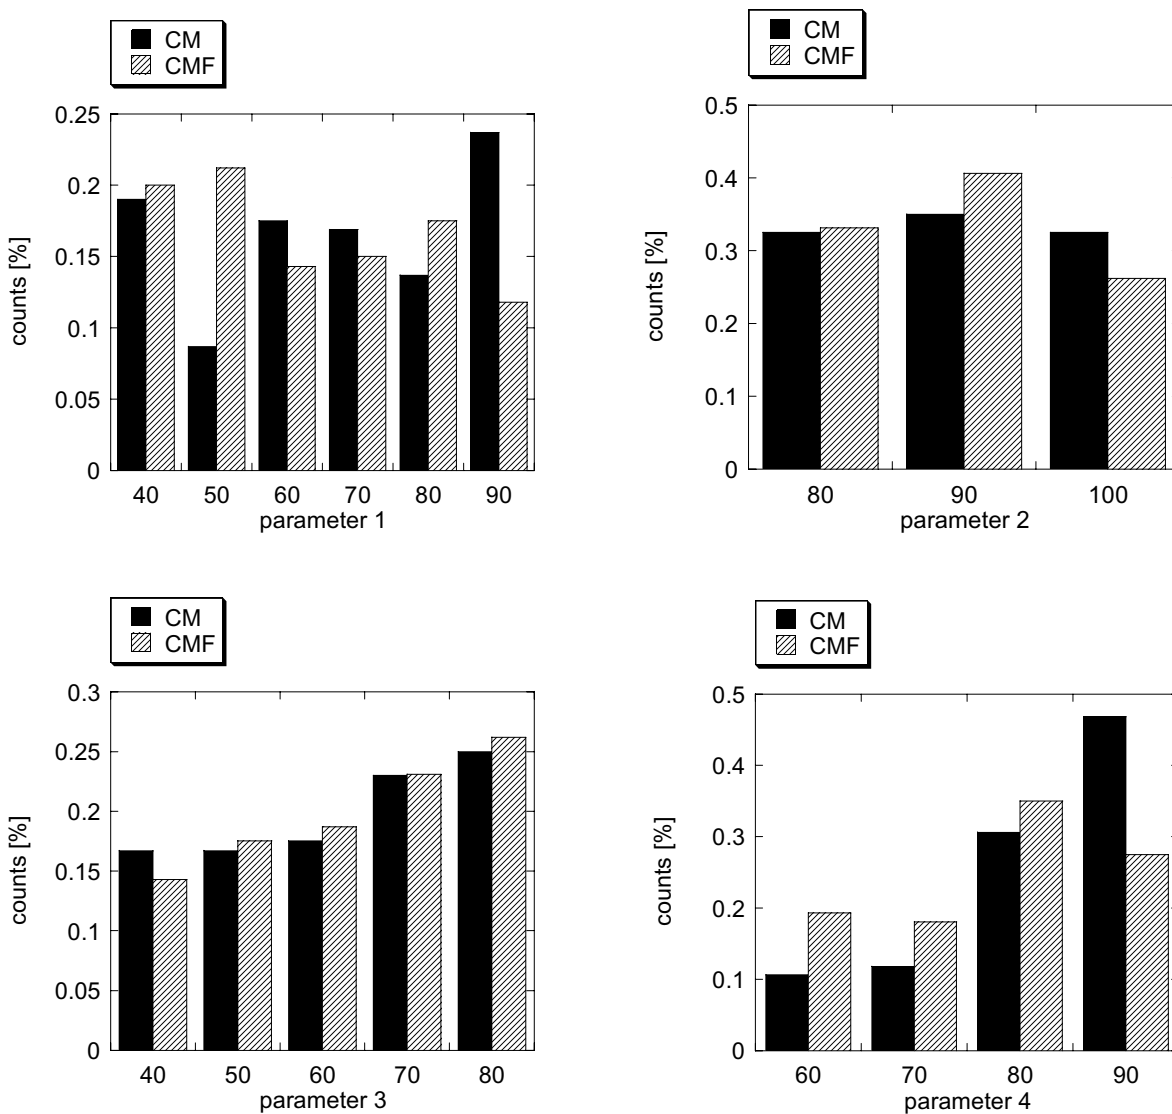 CM
CMF
counts [%]
0.25
0.2
0.15
0.1
0.05
0
40 50 60 70 80 90
parameter 1
CM
CMF
counts [%]
0.5
0.4
0.3
0.2
0.1
0
80 90 100
parameter 2
CM
CMF
counts [%]
0.3
0.25
0.2
0.15
0.1
0.05
0
40 50 60 70 80
parameter 3
CM
CMF
counts [%]
0.5
0.4
0.3
0.2
0.1
0
60 70 80 90
parameter 4